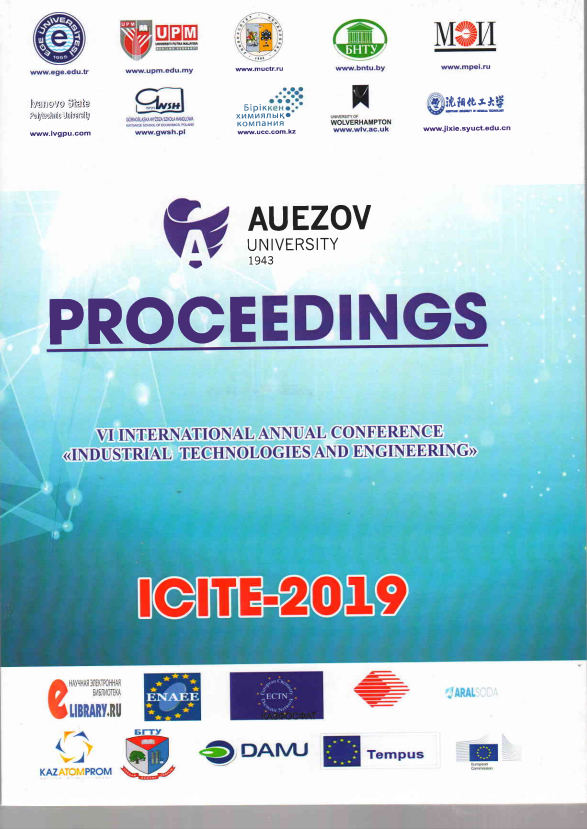 EGE ÜNİVERSİTESİ
1955
UPM
www.ege.edu.tr
www.upm.edu.my
www.muctr.ru
БНТУ
www.bntu.by
МЭИ
www.mpei.ru
Ivanovo State
Polytechnic University
www.ivgpu.com
GWSH
GÓRNOŚLĄSKA WYŻSZA SZKOŁA HANDLOWA
www.gwsh.pl
Біріккен
химиялық
компания
www.ucc.com.kz
UNIVERSITY OF
WOLVERHAMPTON
www.wlv.ac.uk
沈阳化工大学
www.jixie.syuct.edu.cn
A
AUEZOV
UNIVERSITY
1943
PROCEEDINGS
VI INTERNATIONAL ANNUAL CONFERENCE
«INDUSTRIAL TECHNOLOGIES AND ENGINEERING»
ICITE-2019
НАУЧНАЯ ЭЛЕКТРОННАЯ
БИБЛИОТЕКА
eLIBRARY.RU
ENAEE
ECTN
ARALSODA
KAZATOMPROM
БГТУ
DAMU
Tempus
European
Commission